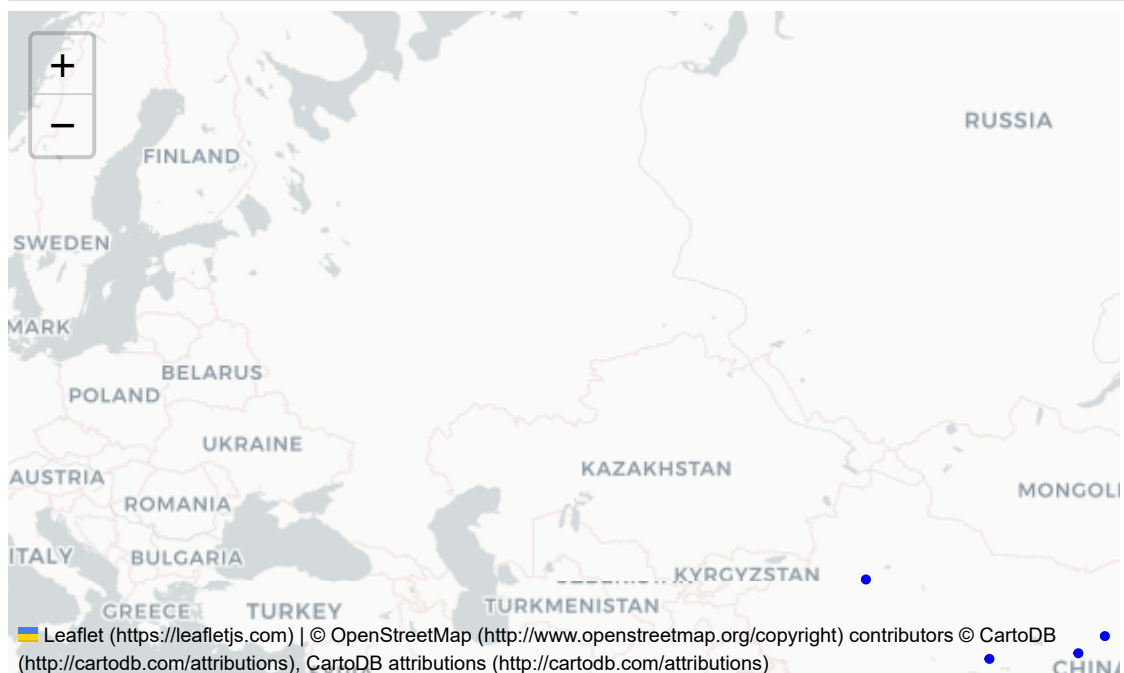 +
−
RUSSIA
FINLAND
SWEDEN
MARK
BELARUS
POLAND
UKRAINE
KAZAKHSTAN
AUSTRIA
MONGOLI
ROMANIA
ITALY
BULGARIA
KYRGYZSTAN
TURKMENISTAN
GREECE
TURKEY
Leaflet (https://leafletjs.com) | © OpenStreetMap (http://www.openstreetmap.org/copyright) contributors © CartoDB
(http://cartodb.com/attributions), CartoDB attributions (http://cartodb.com/attributions)
CHINA